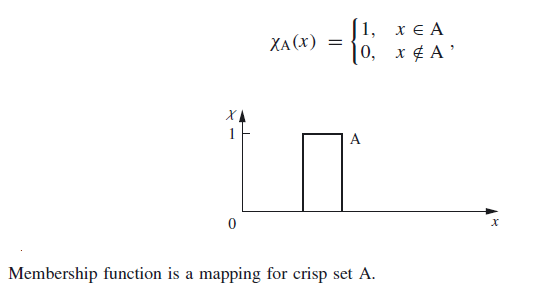 χA(x) = {1, x ∈ A
0, x ∉ A ,
χ
1
A
0
x
Membership function is a mapping for crisp set A.